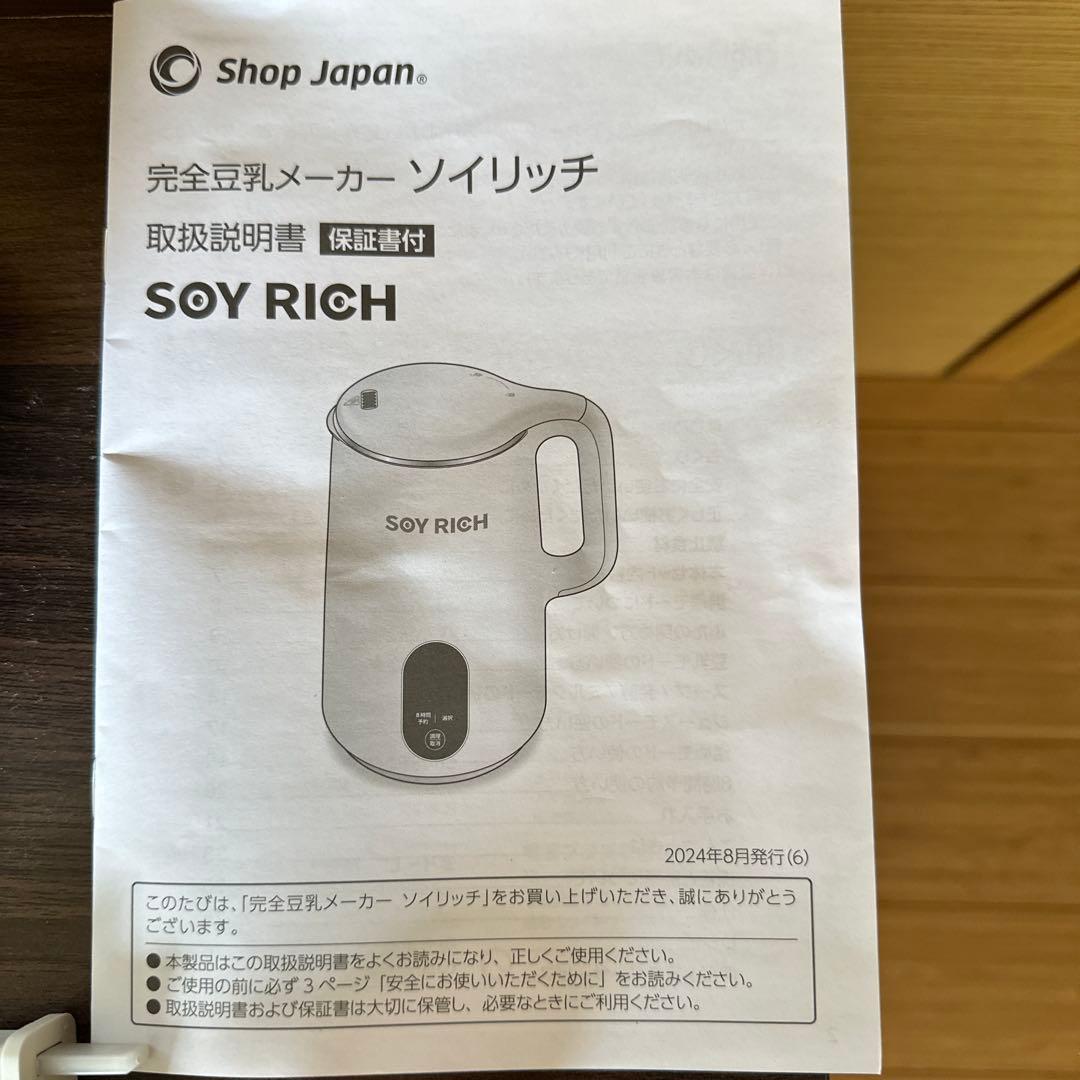 Shop Japan®
完全豆乳メーカー ソイリッチ
取扱説明書 保証書付
SOY RICH
SOY RICH
8時間予約 選択
調理取消
2024年8月発行(6)
このたびは、「完全豆乳メーカー ソイリッチ」をお買い上げいただき、誠にありがとう
ございます。
● 本製品はこの取扱説明書をよくお読みになり、正しくご使用ください。
● ご使用の前に必ず3ページ「安全にお使いいただくために」をお読みください。
● 取扱説明書および保証書は大切に保管し、必要なときにご利用ください。